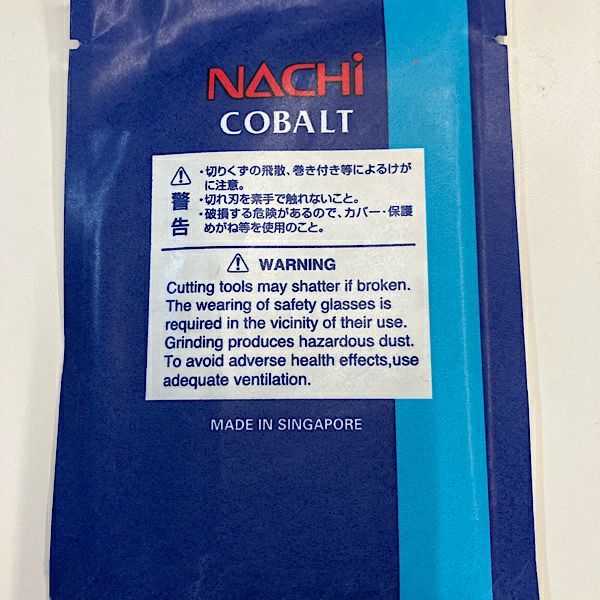 NACHi
COBALT
⚠ ・切りくずの飛散、巻き付き等によるけが
に注意。
警告
・切れ刃を素手で触れないこと。
・破損する危険があるので、カバー・保護
めがね等を使用のこと。
⚠ WARNING
Cutting tools may shatter if broken.
The wearing of safety glasses is
required in the vicinity of their use.
Grinding produces hazardous dust.
To avoid adverse health effects,use
adequate ventilation.
MADE IN SINGAPORE